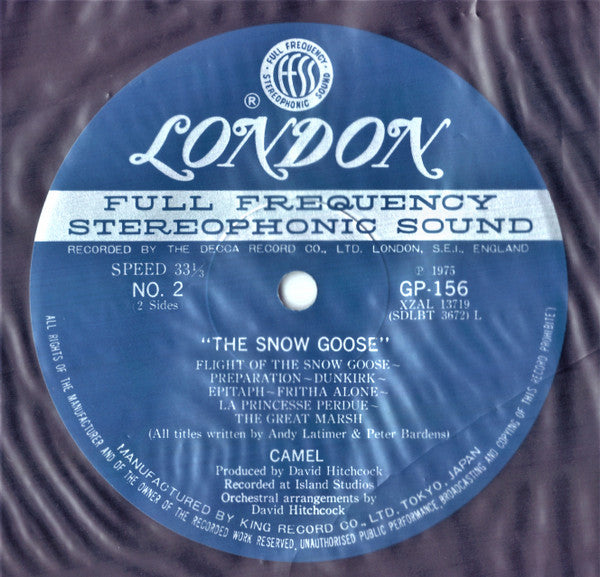 FULL FREQUENCY
STEREOPHONIC SOUND
FFSS
®
LONDON
FULL FREQUENCY
STEREOPHONIC SOUND
RECORDED BY THE DECCA RECORD CO., LTD. LONDON, S.E.I., ENGLAND
SPEED 33⅓
NO. 2
(2 Sides)
P 1975
GP-156
XZAL 13719
(SDLBT 3672) L
"THE SNOW GOOSE"
FLIGHT OF THE SNOW GOOSE~
PREPARATION~DUNKIRK~
EPITAPH~FRITHA ALONE~
LA PRINCESSE PERDUE~
THE GREAT MARSH
(All titles written by Andy Latimer & Peter Bardens)
CAMEL
Produced by David Hitchcock
Recorded at Island Studios
Orchestral arrangements by
David Hitchcock
MANUFACTURED BY KING RECORD CO., LTD. TOKYO, JAPAN
ALL RIGHTS OF THE MANUFACTURER AND OF THE OWNER OF THE RECORDED WORK RESERVED, UNAUTHORISED PUBLIC PERFORMANCE, BROADCASTING AND COPYING OF THIS RECORD PROHIBITED